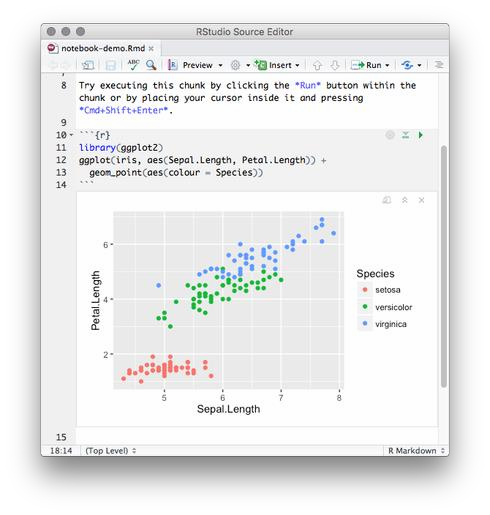 RStudio Source Editor
notebook-demo.Rmd
ABC Preview Insert Run
7
8 Try executing this chunk by clicking the *Run* button within the
chunk or by placing your cursor inside it and pressing
*Cmd+Shift+Enter*.
9
10 ```{r}
11 library(ggplot2)
12 ggplot(iris, aes(Sepal.Length, Petal.Length)) +
13 geom_point(aes(colour = Species))
14 ```
6
4
2
Petal.Length
5 6 7 8
Sepal.Length
Species
setosa
versicolor
virginica
15
18:14 (Top Level) R Markdown